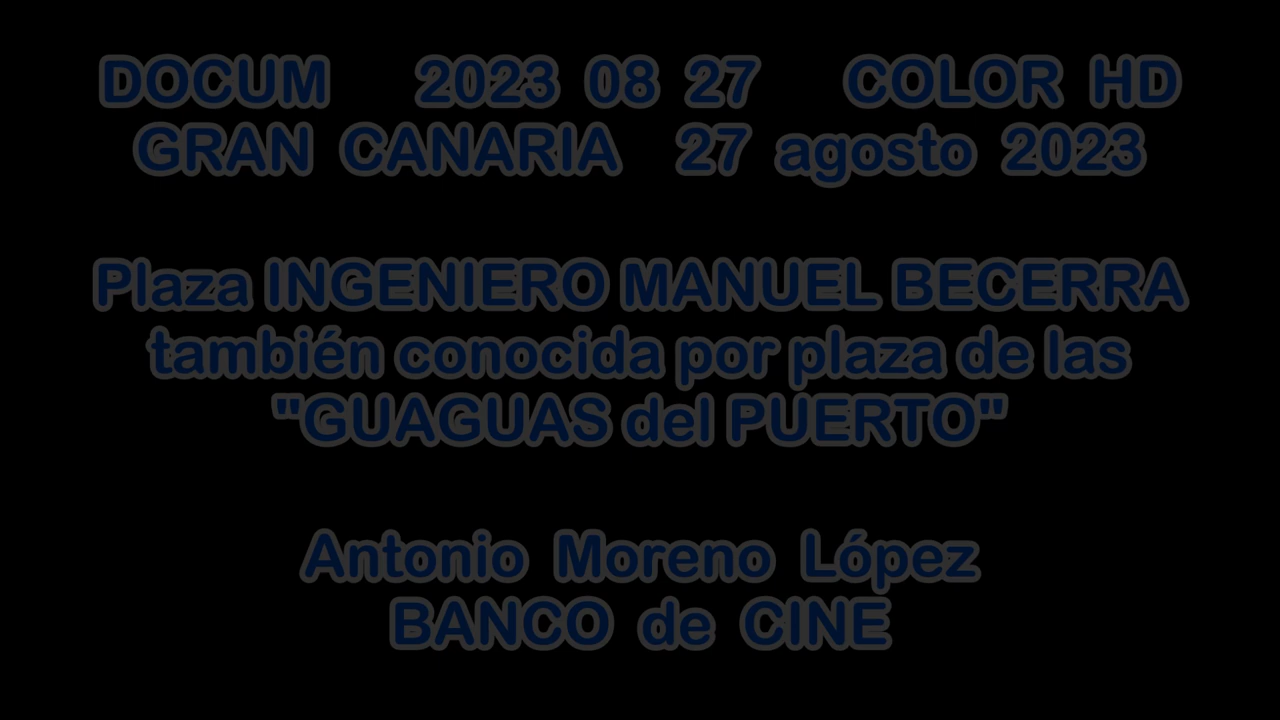 DOCUM 2023 08 27 COLOR HD
GRAN CANARIA 27 agosto 2023
Plaza INGENIERO MANUEL BECERRA
también conocida por plaza de las
"GUAGUAS del PUERTO"
Antonio Moreno López
BANCO de CINE